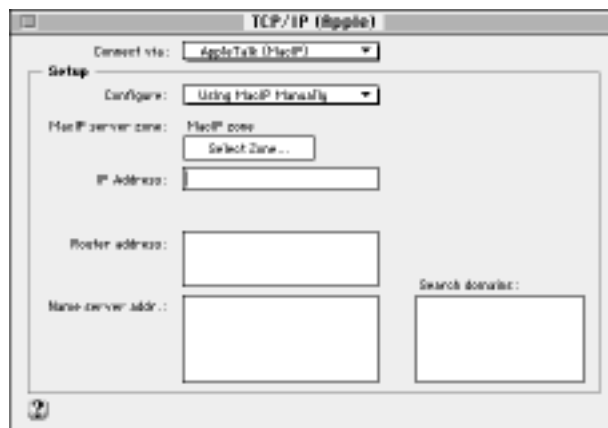 TCP/IP (Apple)
Connect via: AppleTalk (MacIP)
Setup
Configure: Using MacIP Manually
MacIP server zone: MacIP zone
Select Zone...
IP Address:
Router address:
Search domains:
Name server addr.:
?